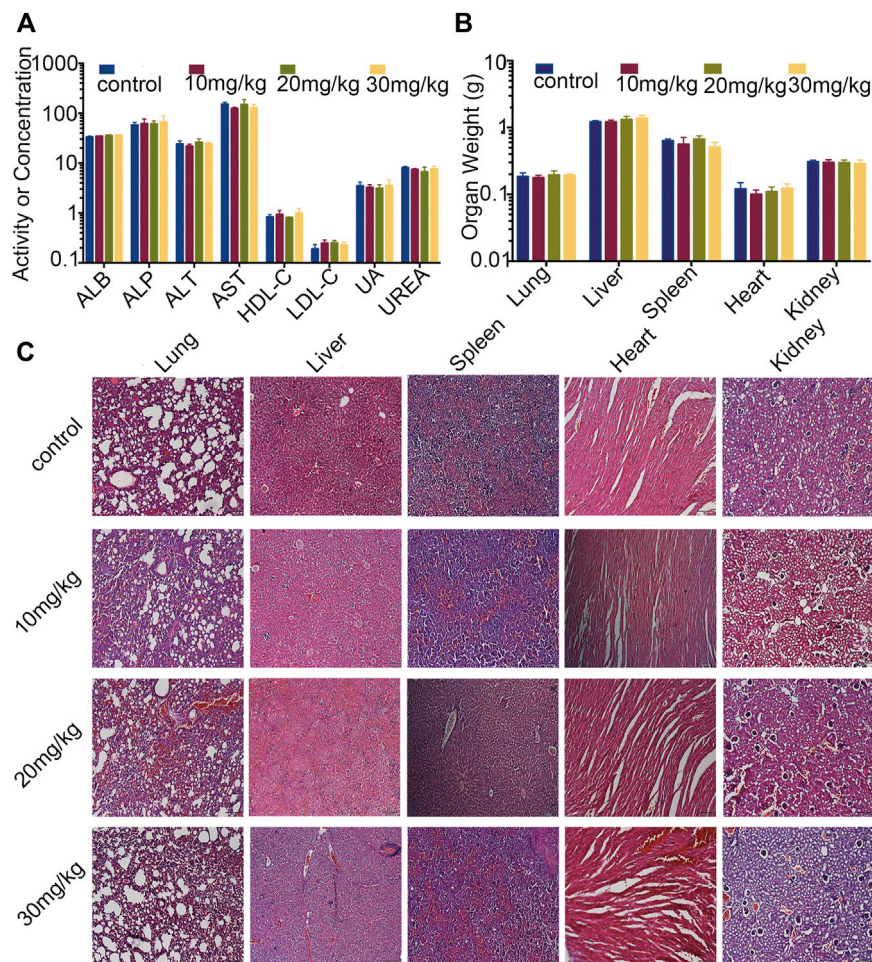 A
Activity or Concentration
1000
100
10
1
0.1
control 10mg/kg 20mg/kg 30mg/kg
ALB ALP ALT AST HDL-C LDL-C UA UREA
B
Organ Weight (g)
10
1
0.1
0.01
control 10mg/kg 20mg/kg 30mg/kg
Lung Liver Spleen Heart Kidney
C
Lung Liver Spleen Heart Kidney
control
10mg/kg
20mg/kg
30mg/kg